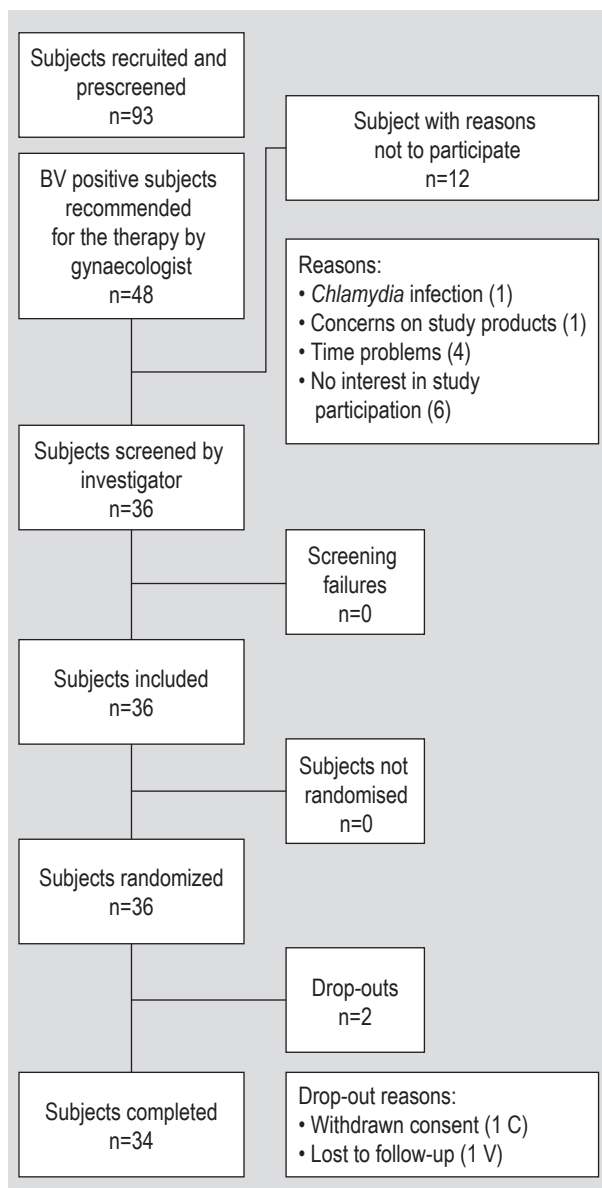 Subjects recruited and
prescreened
n=93
Subject with reasons
not to participate
n=12
BV positive subjects
recommended
for the therapy by
gynaecologist
n=48
Reasons:
• Chlamydia infection (1)
• Concerns on study products (1)
• Time problems (4)
• No interest in study
participation (6)
Subjects screened by
investigator
n=36
Screening
failures
n=0
Subjects included
n=36
Subjects not
randomised
n=0
Subjects randomized
n=36
Drop-outs
n=2
Subjects completed
n=34
Drop-out reasons:
• Withdrawn consent (1 C)
• Lost to follow-up (1 V)